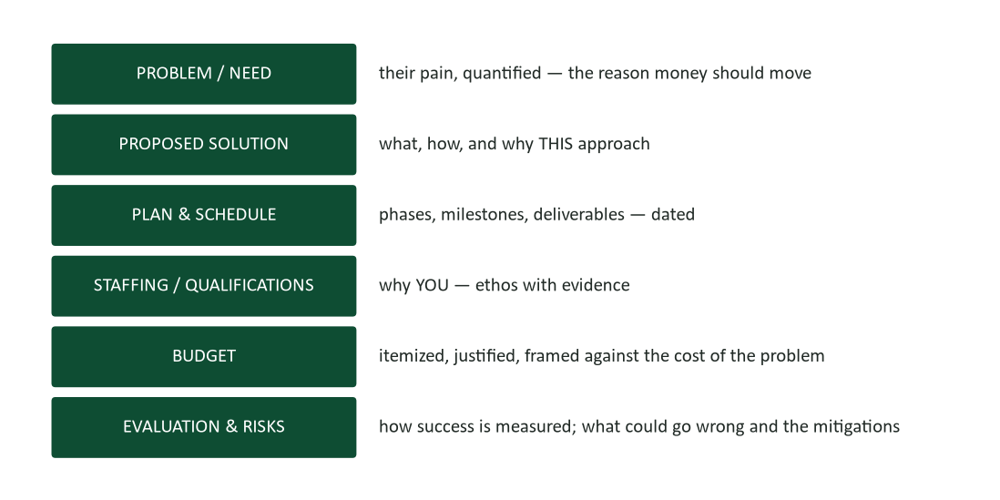 PROBLEM / NEED
their pain, quantified — the reason money should move
PROPOSED SOLUTION
what, how, and why THIS approach
PLAN & SCHEDULE
phases, milestones, deliverables — dated
STAFFING / QUALIFICATIONS
why YOU — ethos with evidence
BUDGET
itemized, justified, framed against the cost of the problem
EVALUATION & RISKS
how success is measured; what could go wrong and the mitigations